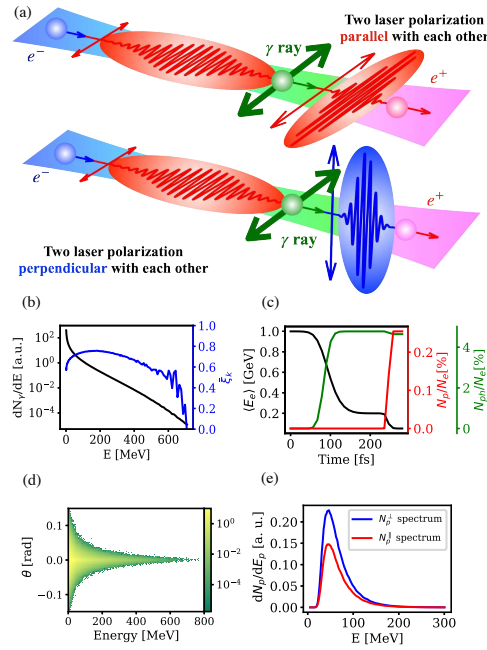 (a)
Two laser polarization
parallel with each other
γ ray
e⁻
e⁺
e⁻
e⁺
γ ray
Two laser polarization
perpendicular with each other
(b)
(c)
dNγ/dE [a.u.]
10²
10⁰
10⁻²
10⁻⁴
0 200 400 600
E [MeV]
1.0
0.8
0.6
0.4
0.2
0.0
ξ̄ₖ
⟨Eₑ⟩ [GeV]
1.0
0.8
0.6
0.4
0.2
0 100 200
Time [fs]
0.2
0.0
Nₚ/Nₑ[%]
4
2
0
Nₚₕ/Nₑ[%]
(d)
(e)
θ [rad]
0.1
0.0
−0.1
0 200 400 600 800
Energy [MeV]
10⁰
10⁻²
10⁻⁴
dNₚ/dEₚ [a. u.]
0.20
0.15
0.10
0.05
0.00
0 100 200 300
E [MeV]
Nₚ^⊥ spectrum
Nₚ^∥ spectrum